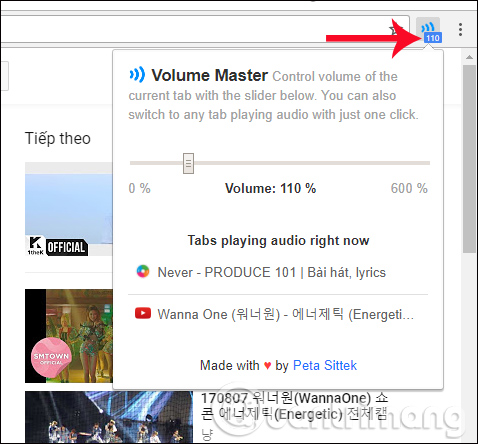 110
Volume Master Control volume of the
current tab with the slider below. You can also
switch to any tab playing audio with just one click.
Tiếp theo
0 %
Volume: 110 %
600 %
Tabs playing audio right now
1theK
OFFICIAL
Never - PRODUCE 101 | Bài hát, lyrics
Wanna One (워너원) - 에너제틱 (Energetic...
SMTOWN
OFFICIAL
Made with ♥ by Peta Sittek
170807 워너원(WannaOne) 쇼
콘 에너제틱(Energetic) 전체캠
냥